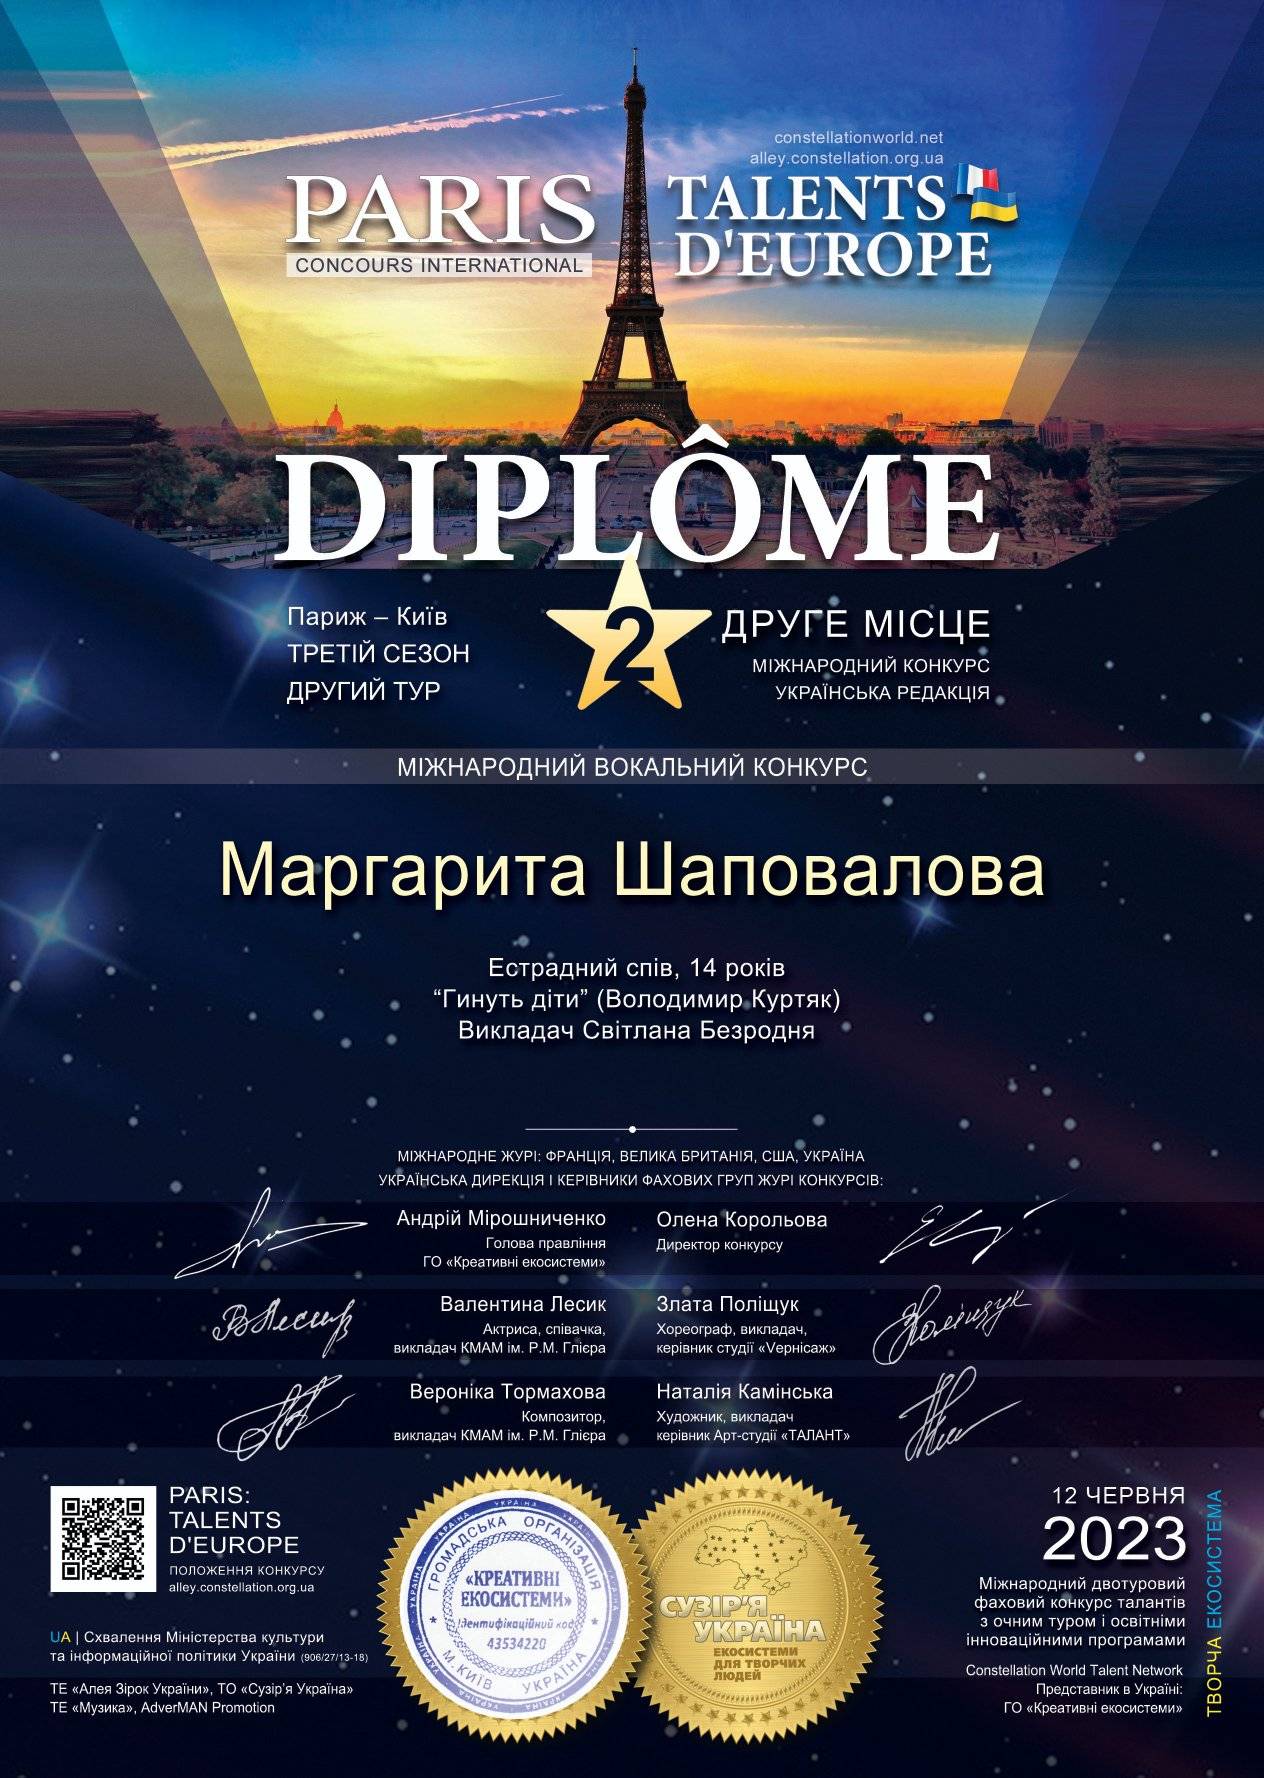 constellationworld.net
alley.constellation.org.ua
PARIS
CONCOURS INTERNATIONAL
TALENTS
D'EUROPE
DIPLÔME
Париж – Київ
ТРЕТІЙ СЕЗОН
ДРУГИЙ ТУР
2
ДРУГЕ МІСЦЕ
МІЖНАРОДНИЙ КОНКУРС
УКРАЇНСЬКА РЕДАКЦІЯ
МІЖНАРОДНИЙ ВОКАЛЬНИЙ КОНКУРС
Маргарита Шаповалова
Естрадний спів, 14 років
“Гинуть діти” (Володимир Куртяк)
Викладач Світлана Безродня
МІЖНАРОДНЕ ЖУРІ: ФРАНЦІЯ, ВЕЛИКА БРИТАНІЯ, США, УКРАЇНА
УКРАЇНСЬКА ДИРЕКЦІЯ І КЕРІВНИКИ ФАХОВИХ ГРУП ЖУРІ КОНКУРСІВ:
Андрій Мірошниченко
Голова правління
ГО «Креативні екосистеми»
Олена Корольова
Директор конкурсу
Валентина Лесик
Актриса, співачка,
викладач КМАМ ім. Р.М. Глієра
Злата Поліщук
Хореограф, викладач,
керівник студії «Vернісаж»
Вероніка Тормахова
Композитор,
викладач КМАМ ім. Р.М. Глієра
Наталія Камінська
Художник, викладач
керівник Арт-студії «ТАЛАНТ»
PARIS:
TALENTS
D'EUROPE
ПОЛОЖЕННЯ КОНКУРСУ
alley.constellation.org.ua
UA | Схвалення Міністерства культури
та інформаційної політики України (906/27/13-18)
ТЕ «Алея Зірок України», ТО «Сузір’я Україна»
ТЕ «Музика», AdverMAN Promotion
ГРОМАДСЬКА ОРГАНІЗАЦІЯ
«КРЕАТИВНІ
ЕКОСИСТЕМИ»
Ідентифікаційний код
43534220
М. КИЇВ УКРАЇНА
СУЗІР’Я
УКРАЇНА
ЕКОСИСТЕМИ
ДЛЯ ТВОРЧИХ
ЛЮДЕЙ
12 ЧЕРВНЯ
2023
Міжнародний двотуровий
фаховий конкурс талантів
з очним туром і освітніми
інноваційними програмами
Constellation World Talent Network
Представник в Україні:
ГО «Креативні екосистеми»
ТВОРЧА ЕКОСИСТЕМА